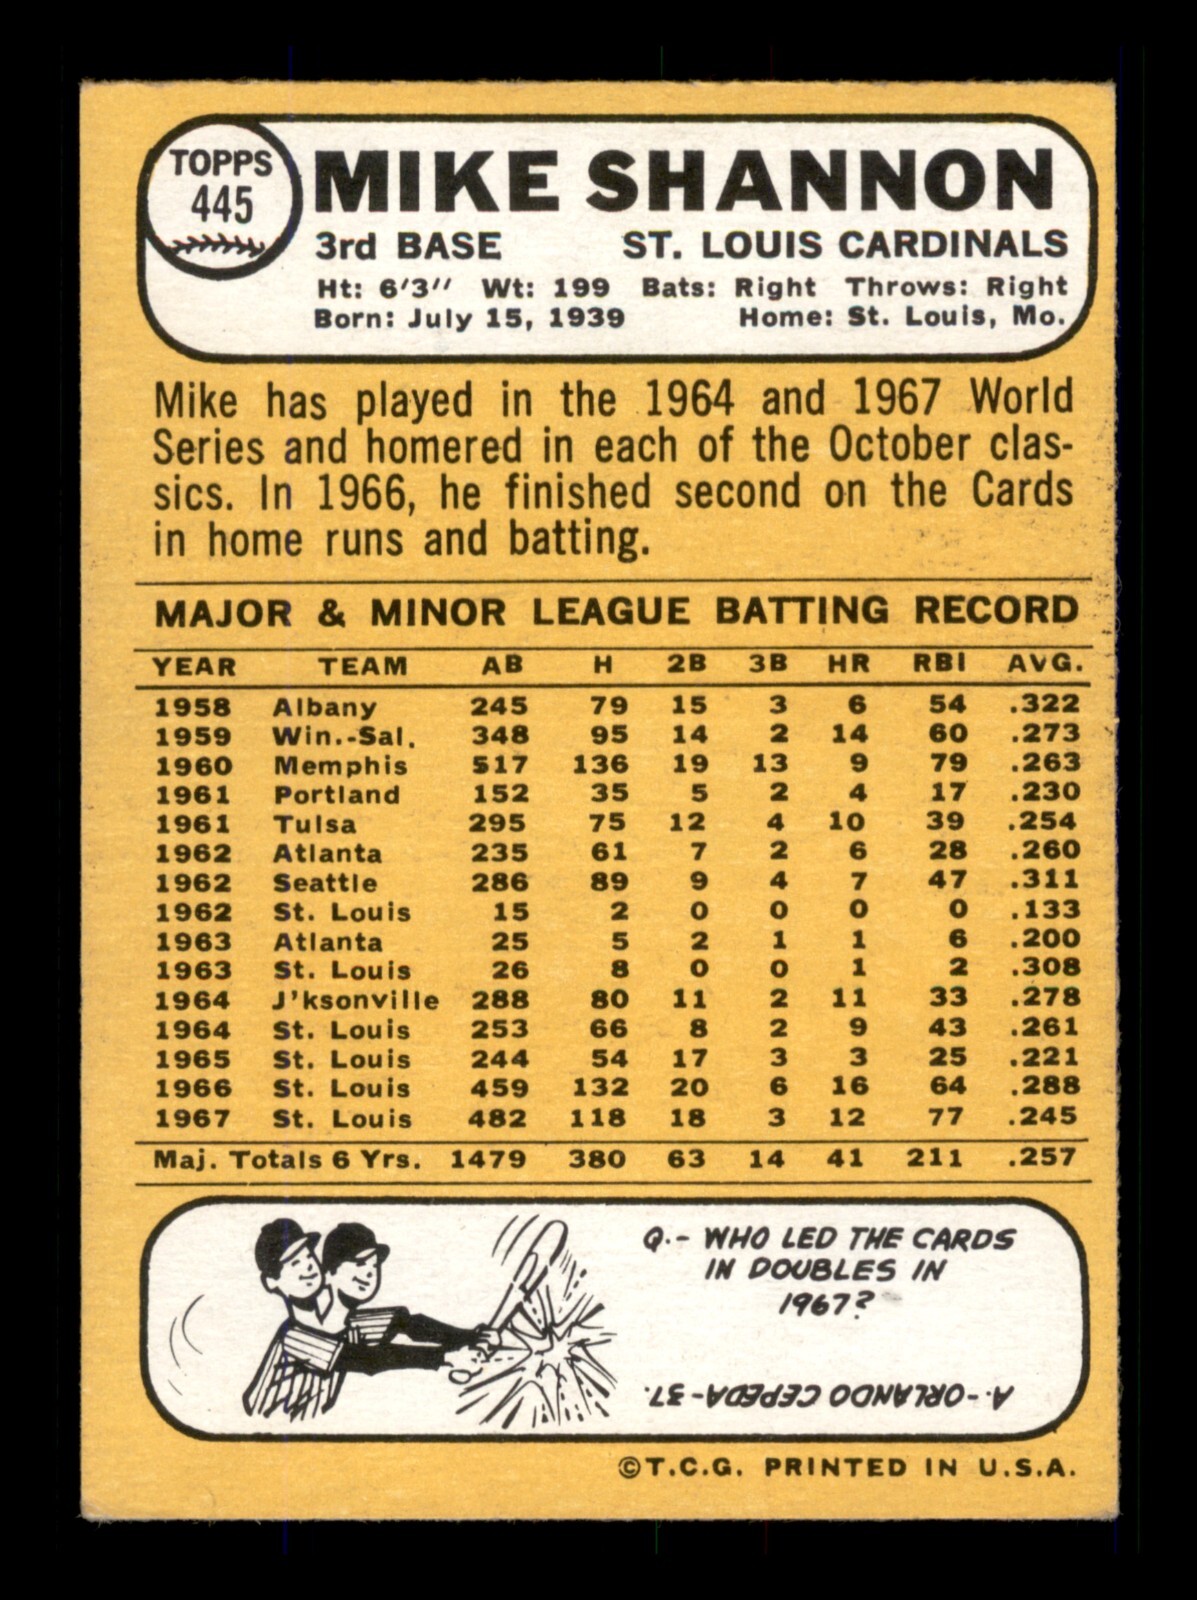 TOPPS
445
MIKE SHANNON
3rd BASE ST. LOUIS CARDINALS
Ht: 6'3" Wt: 199 Bats: Right Throws: Right
Born: July 15, 1939 Home: St. Louis, Mo.
Mike has played in the 1964 and 1967 World
Series and homered in each of the October clas-
sics. In 1966, he finished second on the Cards
in home runs and batting.
MAJOR & MINOR LEAGUE BATTING RECORD
YEAR TEAM AB H 2B 3B HR RBI AVG.
1958 Albany 245 79 15 3 6 54 .322
1959 Win.-Sal. 348 95 14 2 14 60 .273
1960 Memphis 517 136 19 13 9 79 .263
1961 Portland 152 35 5 2 4 17 .230
1961 Tulsa 295 75 12 4 10 39 .254
1962 Atlanta 235 61 7 2 6 28 .260
1962 Seattle 286 89 9 4 7 47 .311
1962 St. Louis 15 2 0 0 0 0 .133
1963 Atlanta 25 5 2 1 1 6 .200
1963 St. Louis 26 8 0 0 1 2 .308
1964 J'ksonville 288 80 11 2 11 33 .278
1964 St. Louis 253 66 8 2 9 43 .261
1965 St. Louis 244 54 17 3 3 25 .221
1966 St. Louis 459 132 20 6 16 64 .288
1967 St. Louis 482 118 18 3 12 77 .245
Maj. Totals 6 Yrs. 1479 380 63 14 41 211 .257
Q.- WHO LED THE CARDS
IN DOUBLES IN
1967?
A.-ORLANDO CEPEDA-37.
©T.C.G. PRINTED IN U.S.A.